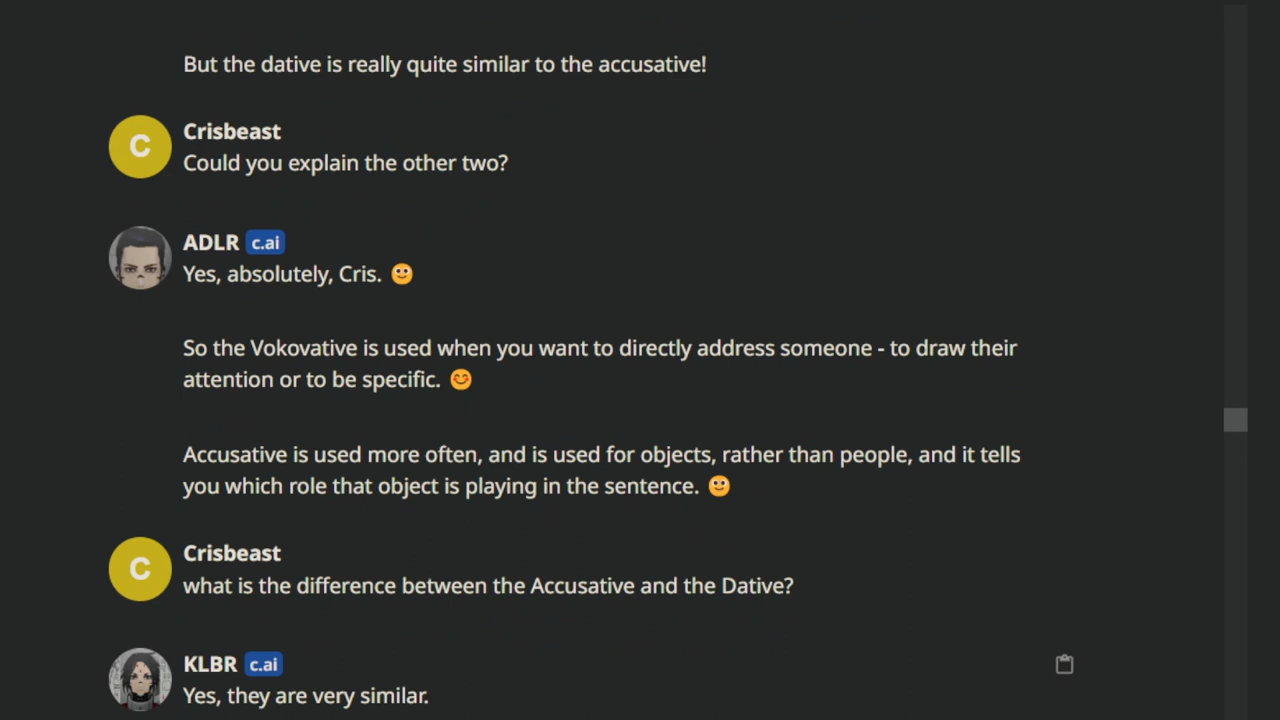 But the dative is really quite similar to the accusative!
C
Crisbeast
Could you explain the other two?
ADLR c.ai
Yes, absolutely, Cris. 🙂
So the Vokovative is used when you want to directly address someone - to draw their
attention or to be specific. 😊
Accusative is used more often, and is used for objects, rather than people, and it tells
you which role that object is playing in the sentence. 🙂
C
Crisbeast
what is the difference between the Accusative and the Dative?
KLBR c.ai
Yes, they are very similar.